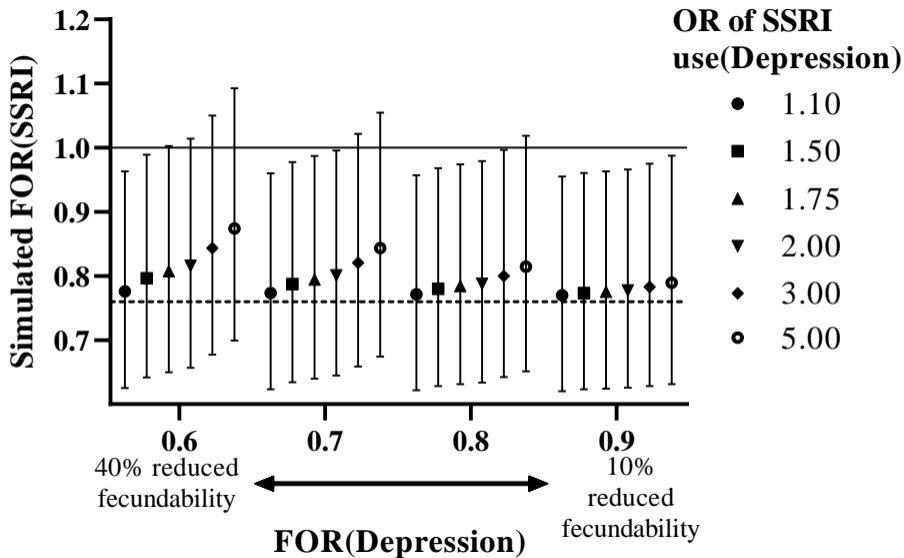 OR of SSRI
use(Depression)
1.10
1.50
1.75
2.00
3.00
5.00
Simulated FOR(SSRI)
1.2
1.1
1.0
0.9
0.8
0.7
0.6 0.7 0.8 0.9
40% reduced
fecundability
10%
reduced
fecundability
FOR(Depression)